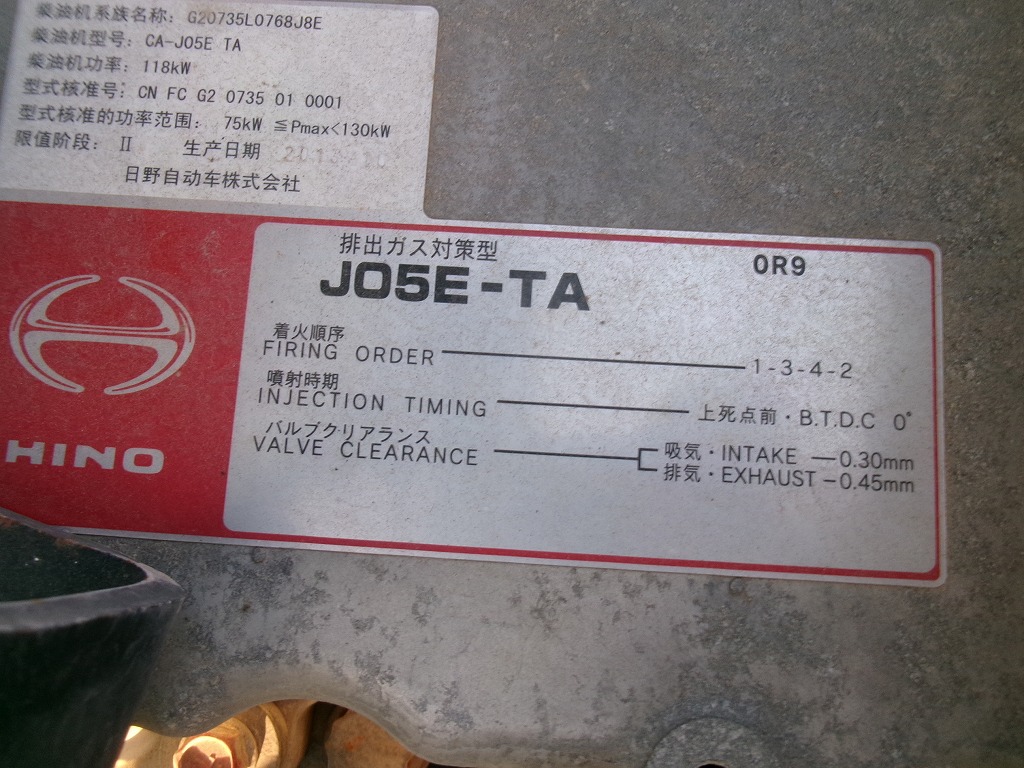 柴油机系族名称: G20735L0768J8E
柴油机型号: CA-J05E TA
柴油机功率: 118kW
型式核准号: CN FC G2 0735 01 0001
型式核准的功率范围: 75kW ≦Pmax<130kW
限值阶段: Ⅱ 生产日期 2013 10
日野自动车株式会社
排出ガス対策型
J05E-TA
0R9
着火順序
FIRING ORDER 1-3-4-2
噴射時期
INJECTION TIMING 上死点前・B.T.D.C 0°
バルブクリアランス
VALVE CLEARANCE 吸気・INTAKE 0.30mm
排気・EXHAUST 0.45mm
HINO